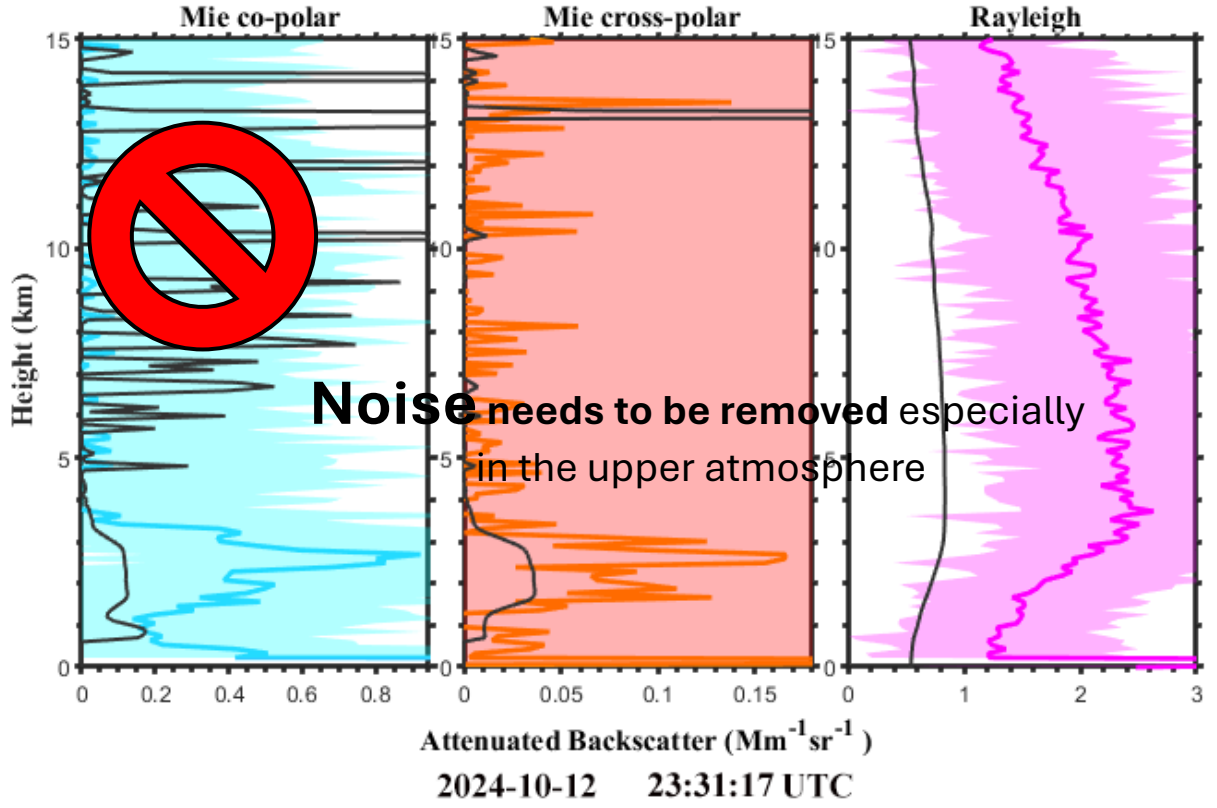 Mie co-polar
Mie cross-polar
Rayleigh
15
15
15
10
10
10
5
5
5
0
0
0
Height (km)
Noise needs to be removed especially
in the upper atmosphere
0 0.2 0.4 0.6 0.8
0 0.05 0.1 0.15
0 1 2 3
Attenuated Backscatter (Mm⁻¹sr⁻¹ )
2024-10-12 23:31:17 UTC